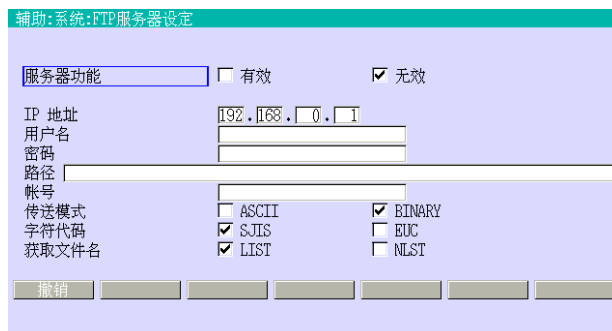 辅助:系统:FTP服务器设定
服务器功能 有效 无效
IP 地址 192.168. 0. 1
用户名
密码
路径
帐号
传送模式 ASCII BINARY
字符代码 SJIS EUC
获取文件名 LIST NLST
撤销